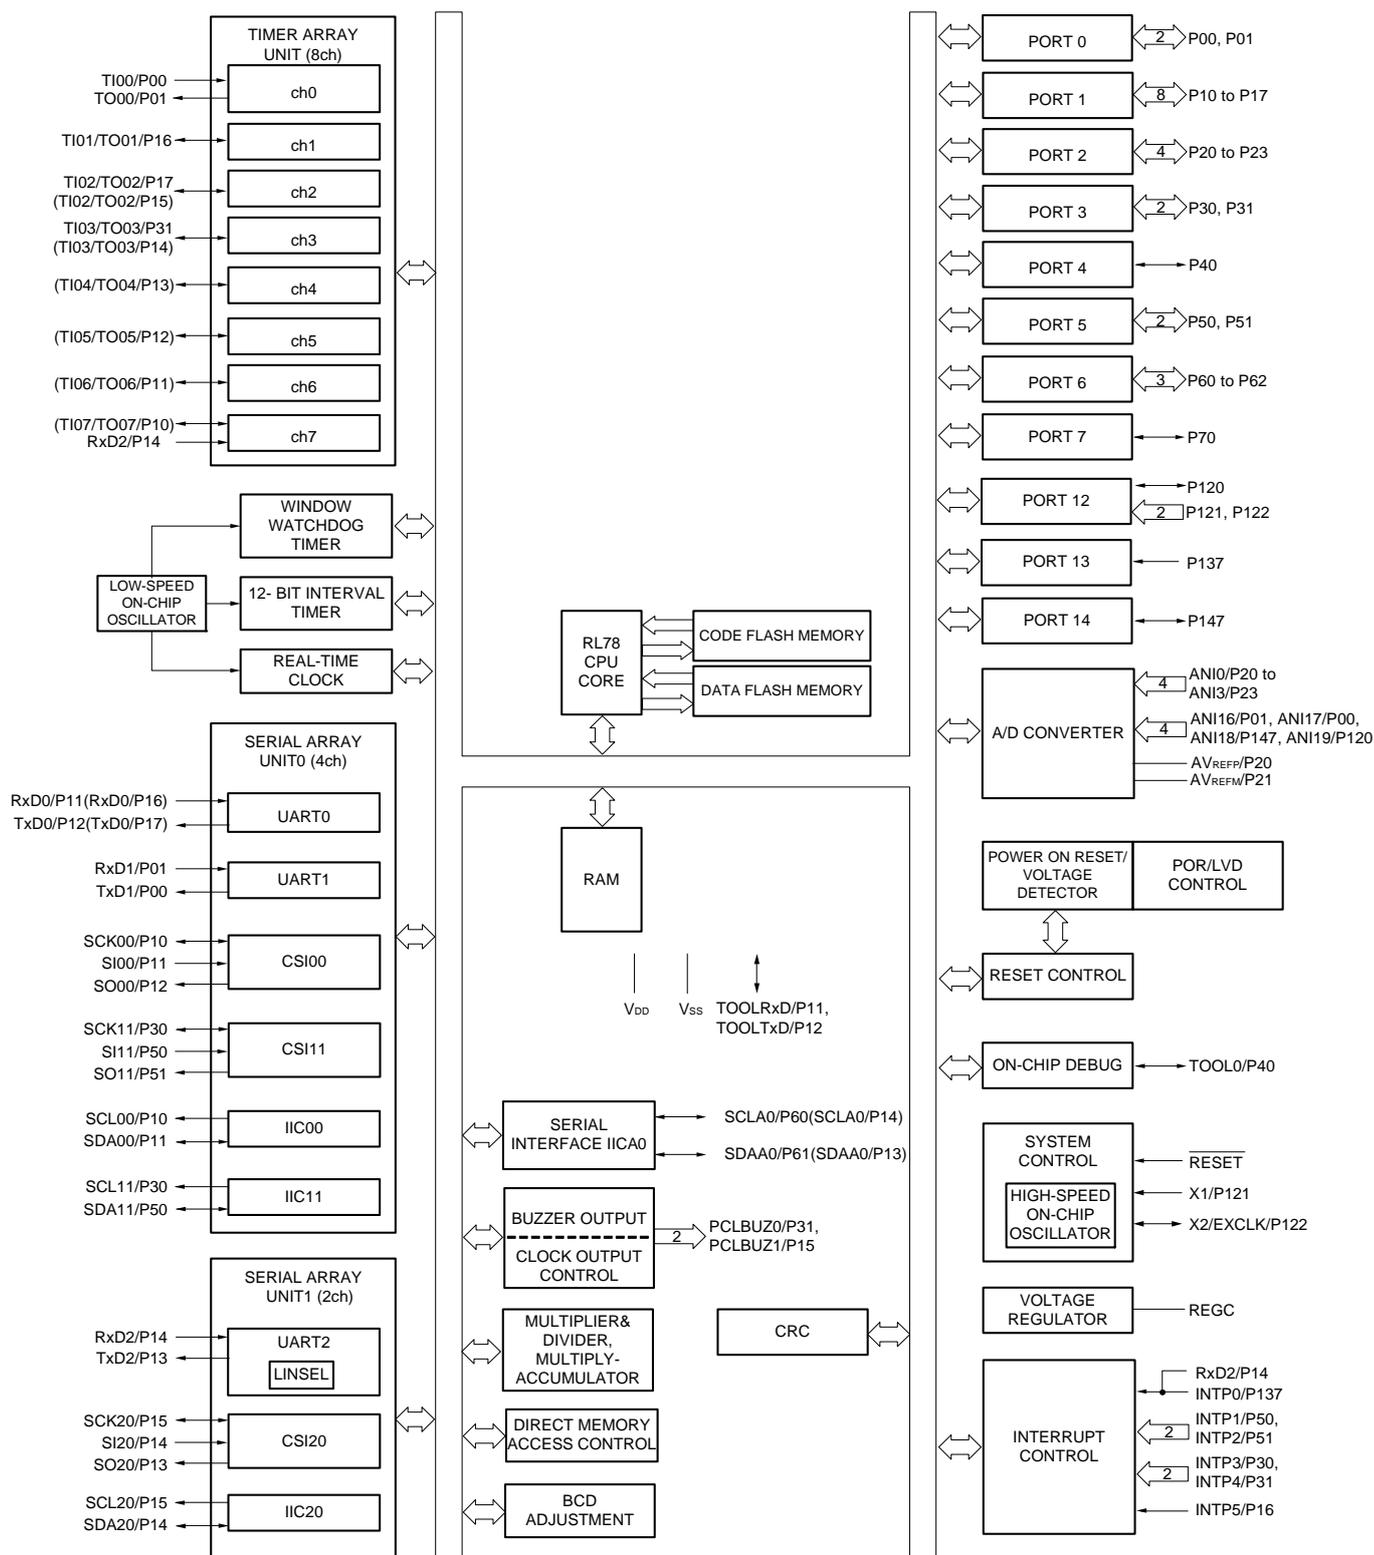 TIMER ARRAY
UNIT (8ch)
TI00/P00
TO00/P01
ch0
TI01/TO01/P16
ch1
TI02/TO02/P17
(TI02/TO02/P15)
ch2
TI03/TO03/P31
(TI03/TO03/P14)
ch3
(TI04/TO04/P13)
ch4
(TI05/TO05/P12)
ch5
(TI06/TO06/P11)
ch6
(TI07/TO07/P10)
RxD2/P14
ch7
WINDOW
WATCHDOG
TIMER
LOW-SPEED
ON-CHIP
OSCILLATOR
12- BIT INTERVAL
TIMER
REAL-TIME
CLOCK
SERIAL ARRAY
UNIT0 (4ch)
RxD0/P11(RxD0/P16)
TxD0/P12(TxD0/P17)
UART0
RxD1/P01
TxD1/P00
UART1
SCK00/P10
SI00/P11
SO00/P12
CSI00
SCK11/P30
SI11/P50
SO11/P51
CSI11
SCL00/P10
SDA00/P11
IIC00
SCL11/P30
SDA11/P50
IIC11
SERIAL ARRAY
UNIT1 (2ch)
RxD2/P14
TxD2/P13
UART2
LINSEL
SCK20/P15
SI20/P14
SO20/P13
CSI20
SCL20/P15
SDA20/P14
IIC20
RL78
CPU
CORE
CODE FLASH MEMORY
DATA FLASH MEMORY
RAM
VDD
VSS
TOOLRxD/P11,
TOOLTxD/P12
SERIAL
INTERFACE IICA0
SCLA0/P60(SCLA0/P14)
SDAA0/P61(SDAA0/P13)
BUZZER OUTPUT
CLOCK OUTPUT
CONTROL
2
PCLBUZ0/P31,
PCLBUZ1/P15
MULTIPLIER&
DIVIDER,
MULTIPLY-
ACCUMULATOR
CRC
DIRECT MEMORY
ACCESS CONTROL
BCD
ADJUSTMENT
PORT 0
2
P00, P01
PORT 1
8
P10 to P17
PORT 2
4
P20 to P23
PORT 3
2
P30, P31
PORT 4
P40
PORT 5
2
P50, P51
PORT 6
3
P60 to P62
PORT 7
P70
PORT 12
P120
2
P121, P122
PORT 13
P137
PORT 14
P147
A/D CONVERTER
4
ANI0/P20 to
ANI3/P23
4
ANI16/P01, ANI17/P00,
ANI18/P147, ANI19/P120
AVREFP/P20
AVREFM/P21
POWER ON RESET/
VOLTAGE
DETECTOR
POR/LVD
CONTROL
RESET CONTROL
ON-CHIP DEBUG
TOOL0/P40
SYSTEM
CONTROL
HIGH-SPEED
ON-CHIP
OSCILLATOR
RESET
X1/P121
X2/EXCLK/P122
VOLTAGE
REGULATOR
REGC
INTERRUPT
CONTROL
RxD2/P14
INTP0/P137
2
INTP1/P50,
INTP2/P51
2
INTP3/P30,
INTP4/P31
INTP5/P16